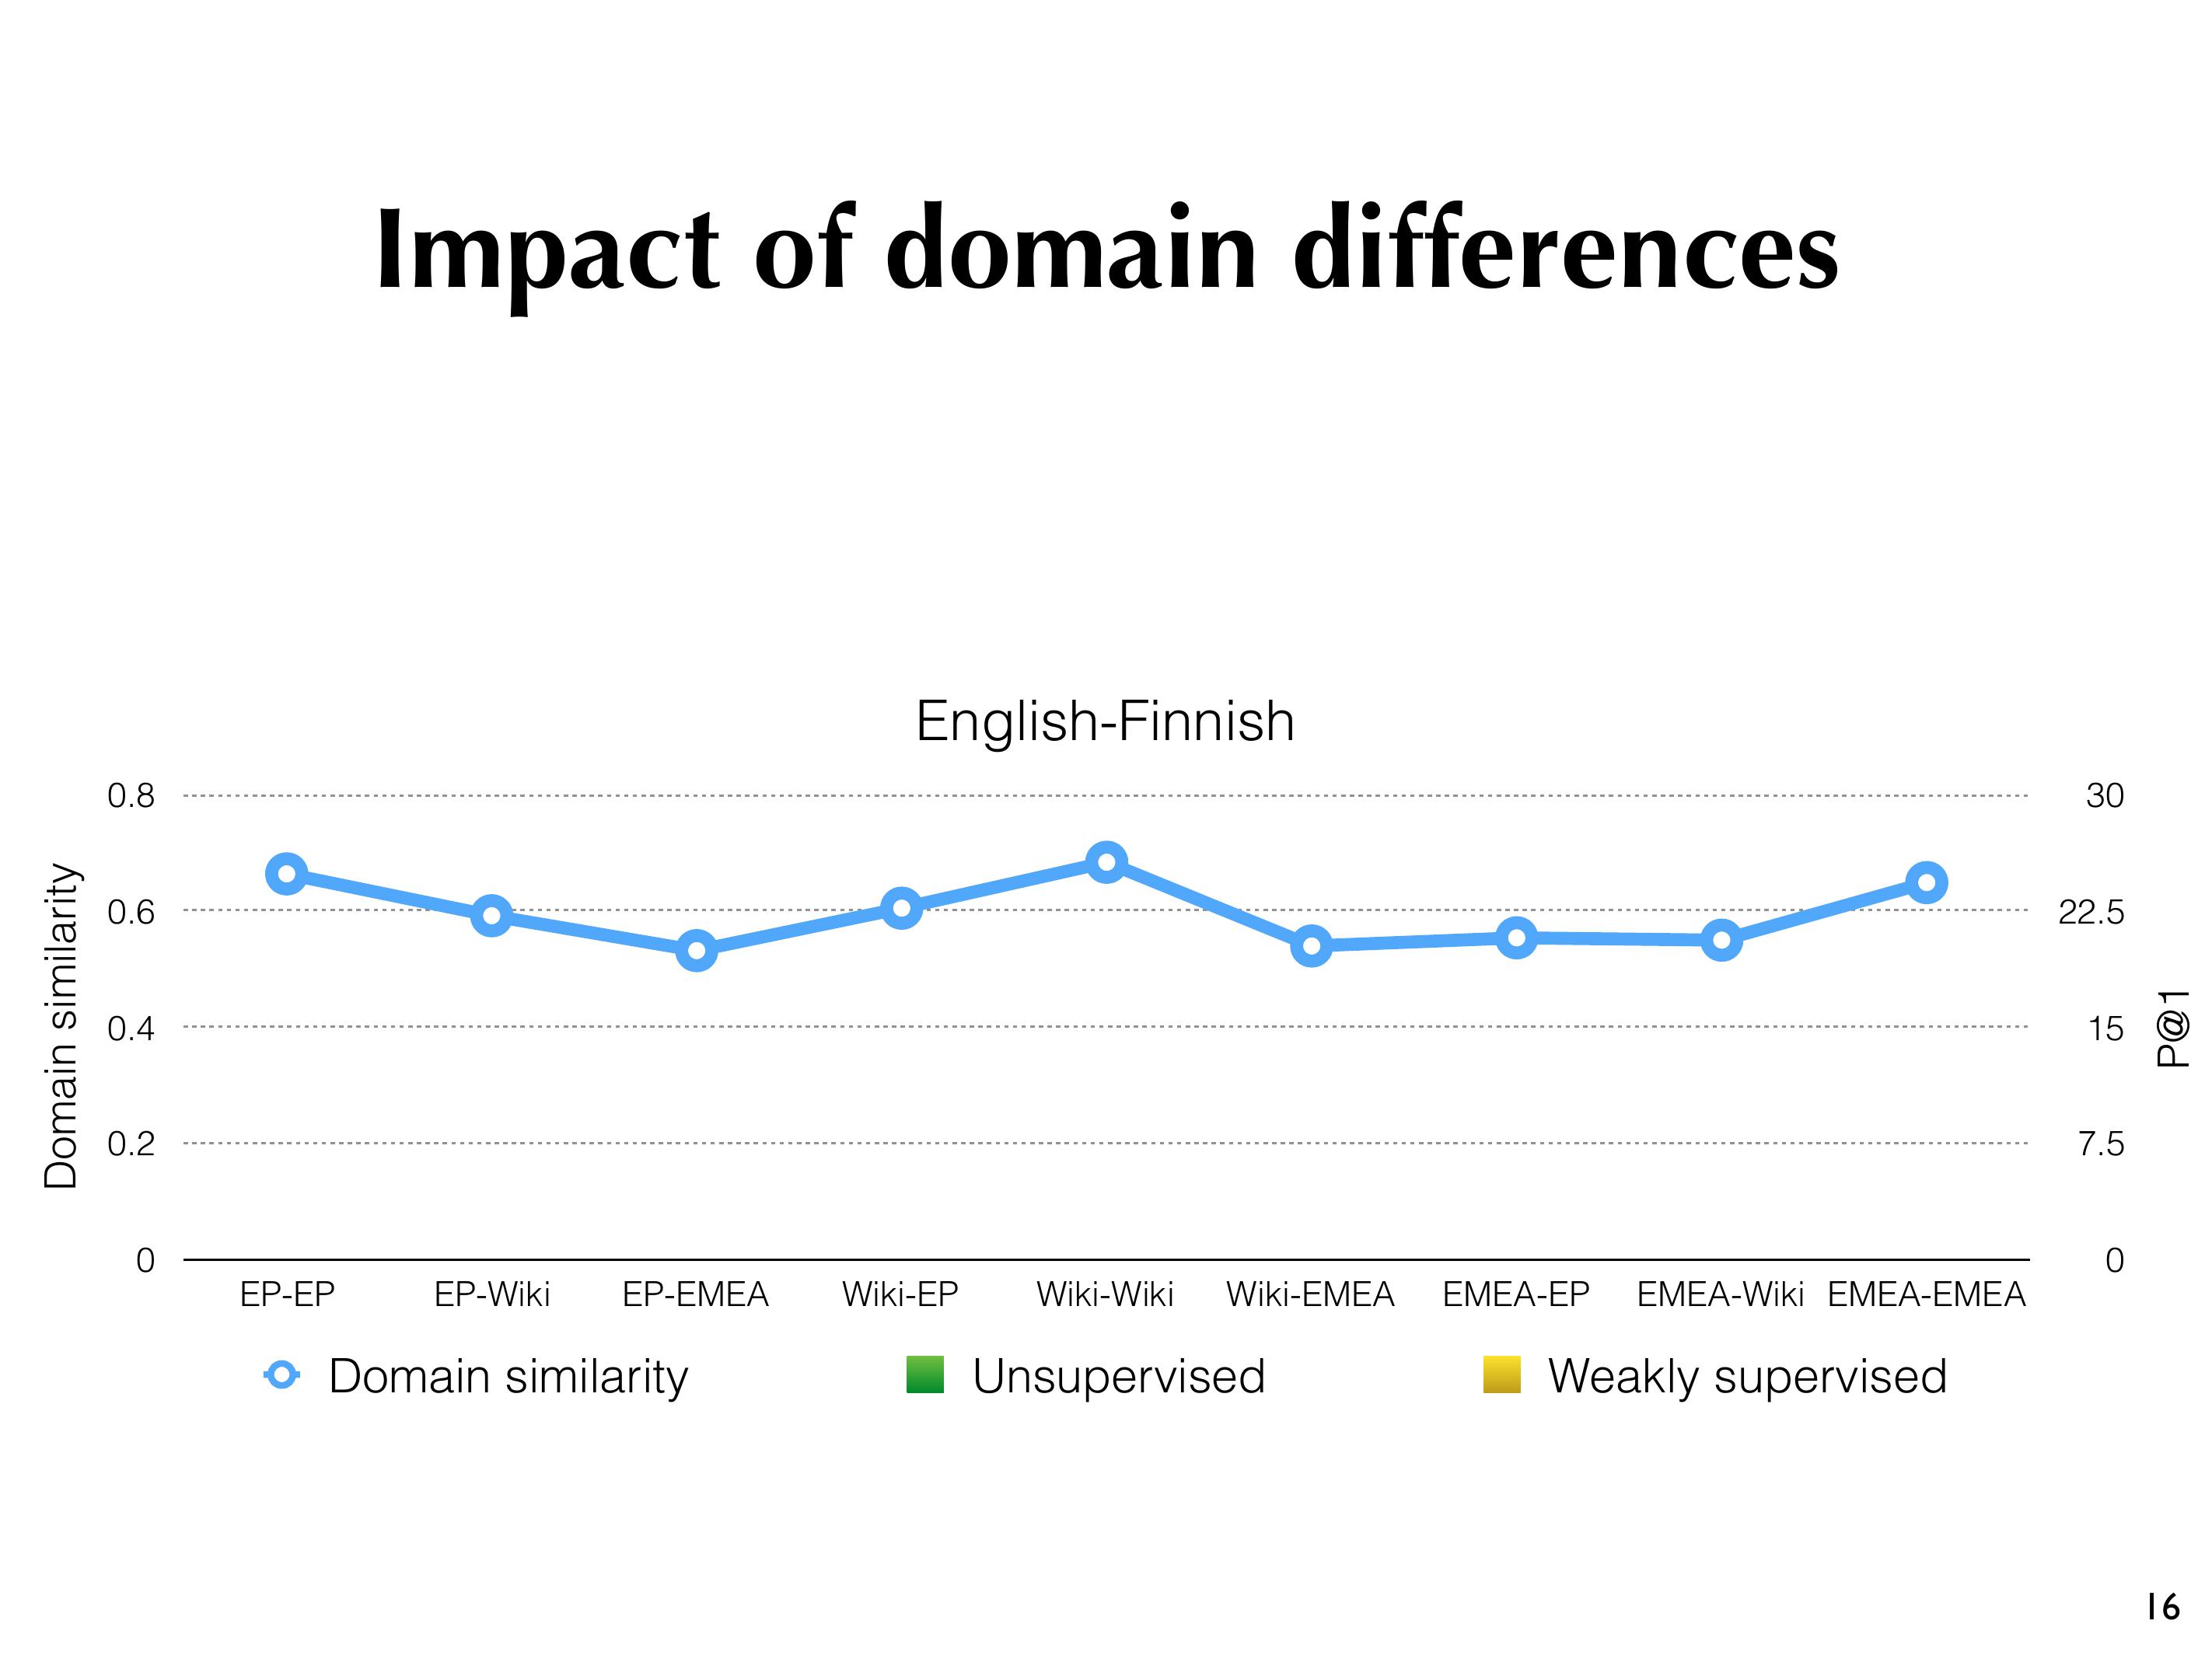 Impact of domain differences
English-Finnish
Domain similarity
0.8
0.6
0.4
0.2
0
30
22.5
15
7.5
0
P@1
EP-EP
EP-Wiki
EP-EMEA
Wiki-EP
Wiki-Wiki
Wiki-EMEA
EMEA-EP
EMEA-Wiki
EMEA-EMEA
Domain similarity
Unsupervised
Weakly supervised
16